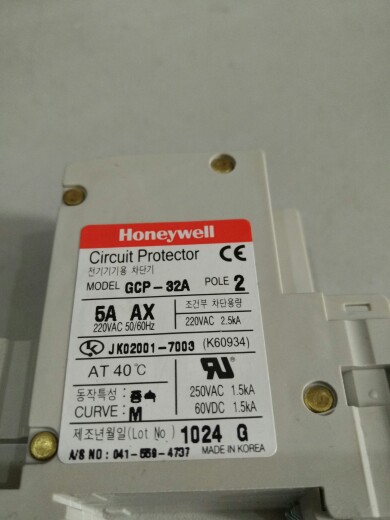 Honeywell
Circuit Protector CE
전기기기용 차단기
MODEL GCP-32A POLE 2
5A AX
220VAC 50/60Hz
조건부 차단용량
220VAC 2.5kA
JK02001-7003 (K60934)
AT 40℃
동작특성 : 중속
CURVE: M
250VAC 1.5kA
60VDC 1.5kA
제조년월일 (Lot No.) 1024 G
A/S NO : 041-559-4737 MADE IN KOREA